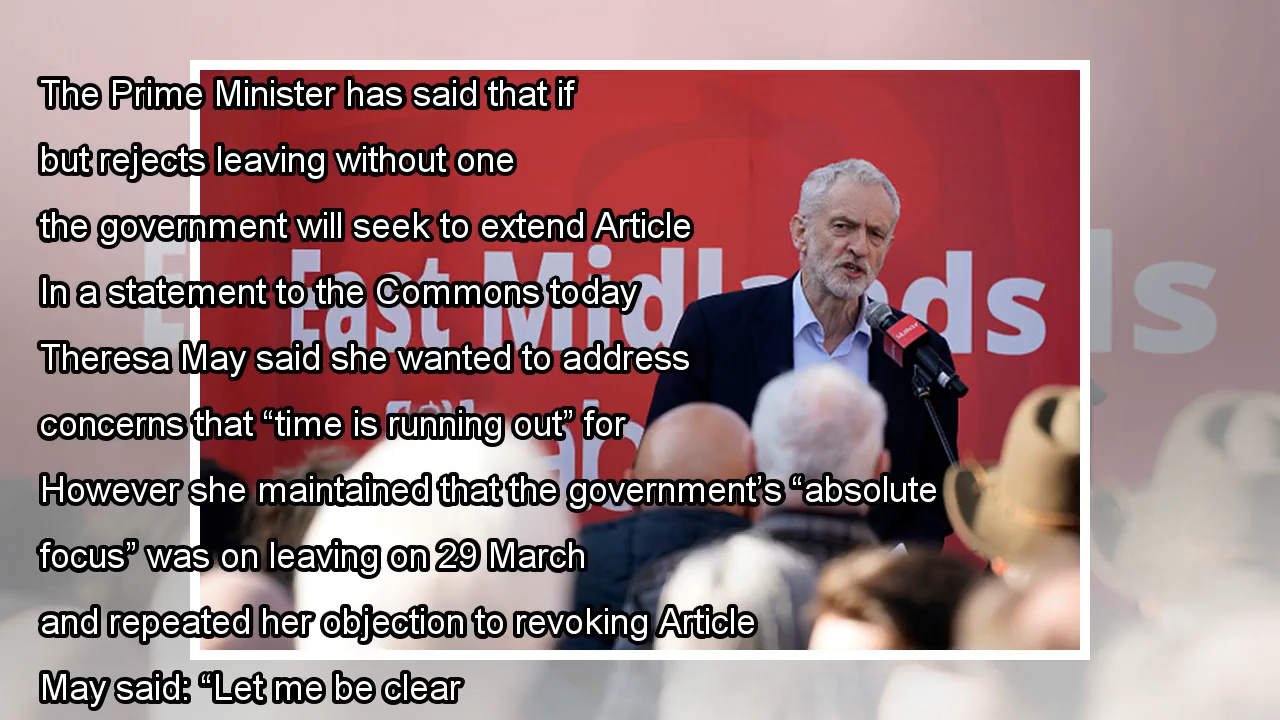 The Prime Minister has said that if
but rejects leaving without one
the government will seek to extend Article
In a statement to the Commons today
Theresa May said she wanted to address
concerns that “time is running out” for
However she maintained that the government’s “absolute
focus” was on leaving on 29 March
and repeated her objection to revoking Article
May said: “Let me be clear
East Midlands